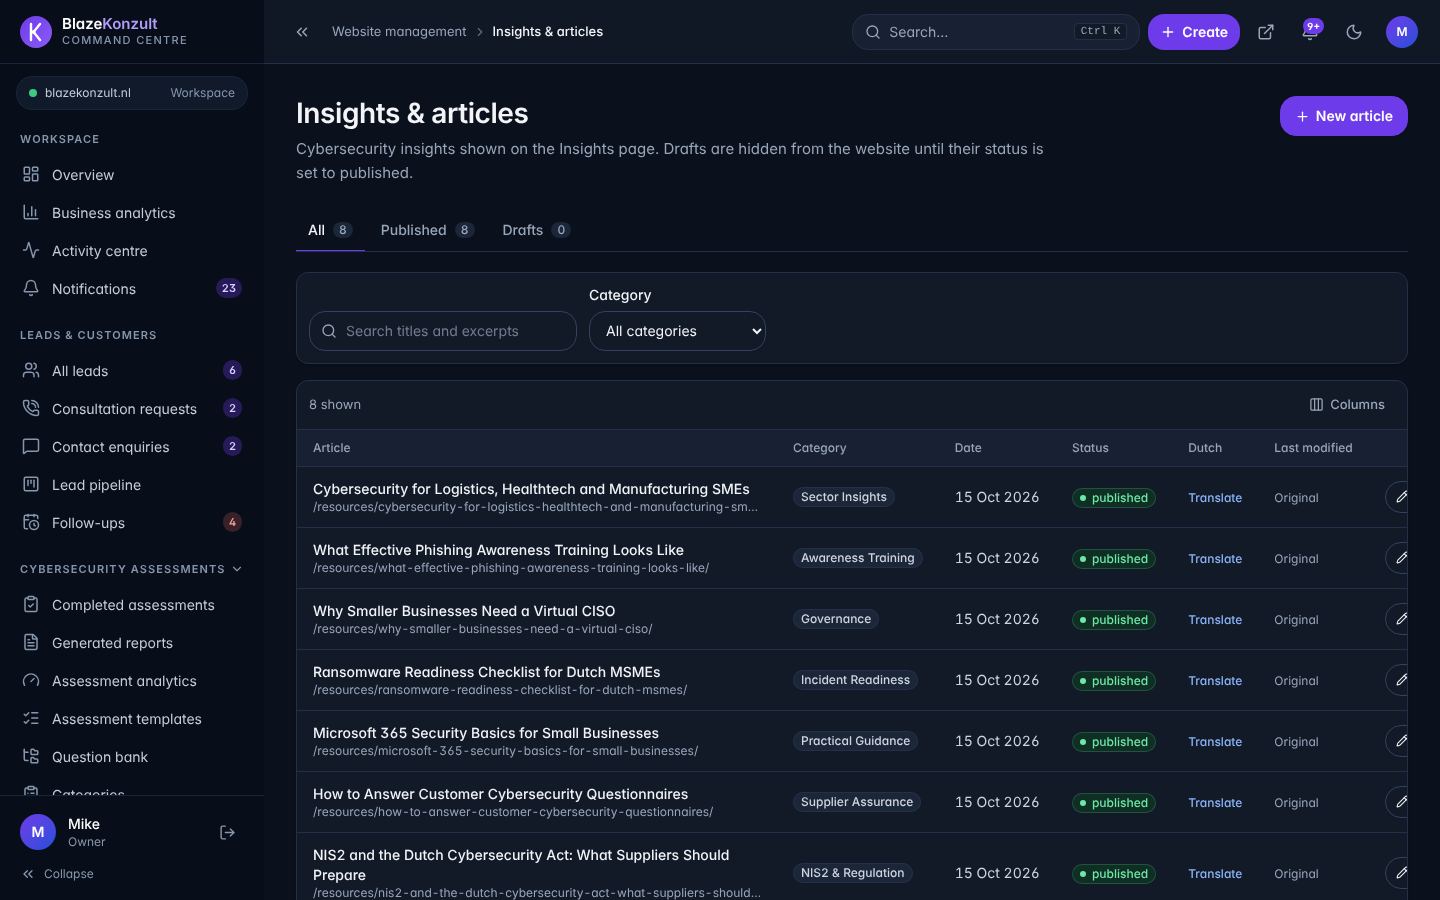 BlazeKonzult
COMMAND CENTRE
Website management > Insights & articles
Search...
Ctrl K
+ Create
9+
M
blazekonzult.nl
Workspace
WORKSPACE
Overview
Business analytics
Activity centre
Notifications 23
LEADS & CUSTOMERS
All leads 6
Consultation requests 2
Contact enquiries 2
Lead pipeline
Follow-ups 4
CYBERSECURITY ASSESSMENTS
Completed assessments
Generated reports
Assessment analytics
Assessment templates
Question bank
Categories
M
Mike
Owner
Collapse
Insights & articles
+ New article
Cybersecurity insights shown on the Insights page. Drafts are hidden from the website until their status is
set to published.
All 8 Published 8 Drafts 0
Category
Search titles and excerpts
All categories
8 shown
Columns
Article Category Date Status Dutch Last modified
Cybersecurity for Logistics, Healthtech and Manufacturing SMEs
/resources/cybersecurity-for-logistics-healthtech-and-manufacturing-sm...
Sector Insights 15 Oct 2026 published Translate Original
What Effective Phishing Awareness Training Looks Like
/resources/what-effective-phishing-awareness-training-looks-like/
Awareness Training 15 Oct 2026 published Translate Original
Why Smaller Businesses Need a Virtual CISO
/resources/why-smaller-businesses-need-a-virtual-ciso/
Governance 15 Oct 2026 published Translate Original
Ransomware Readiness Checklist for Dutch MSMEs
/resources/ransomware-readiness-checklist-for-dutch-msmes/
Incident Readiness 15 Oct 2026 published Translate Original
Microsoft 365 Security Basics for Small Businesses
/resources/microsoft-365-security-basics-for-small-businesses/
Practical Guidance 15 Oct 2026 published Translate Original
How to Answer Customer Cybersecurity Questionnaires
/resources/how-to-answer-customer-cybersecurity-questionnaires/
Supplier Assurance 15 Oct 2026 published Translate Original
NIS2 and the Dutch Cybersecurity Act: What Suppliers Should
Prepare
/resources/nis2-and-the-dutch-cybersecurity-act-what-suppliers-should...
NIS2 & Regulation 15 Oct 2026 published Translate Original